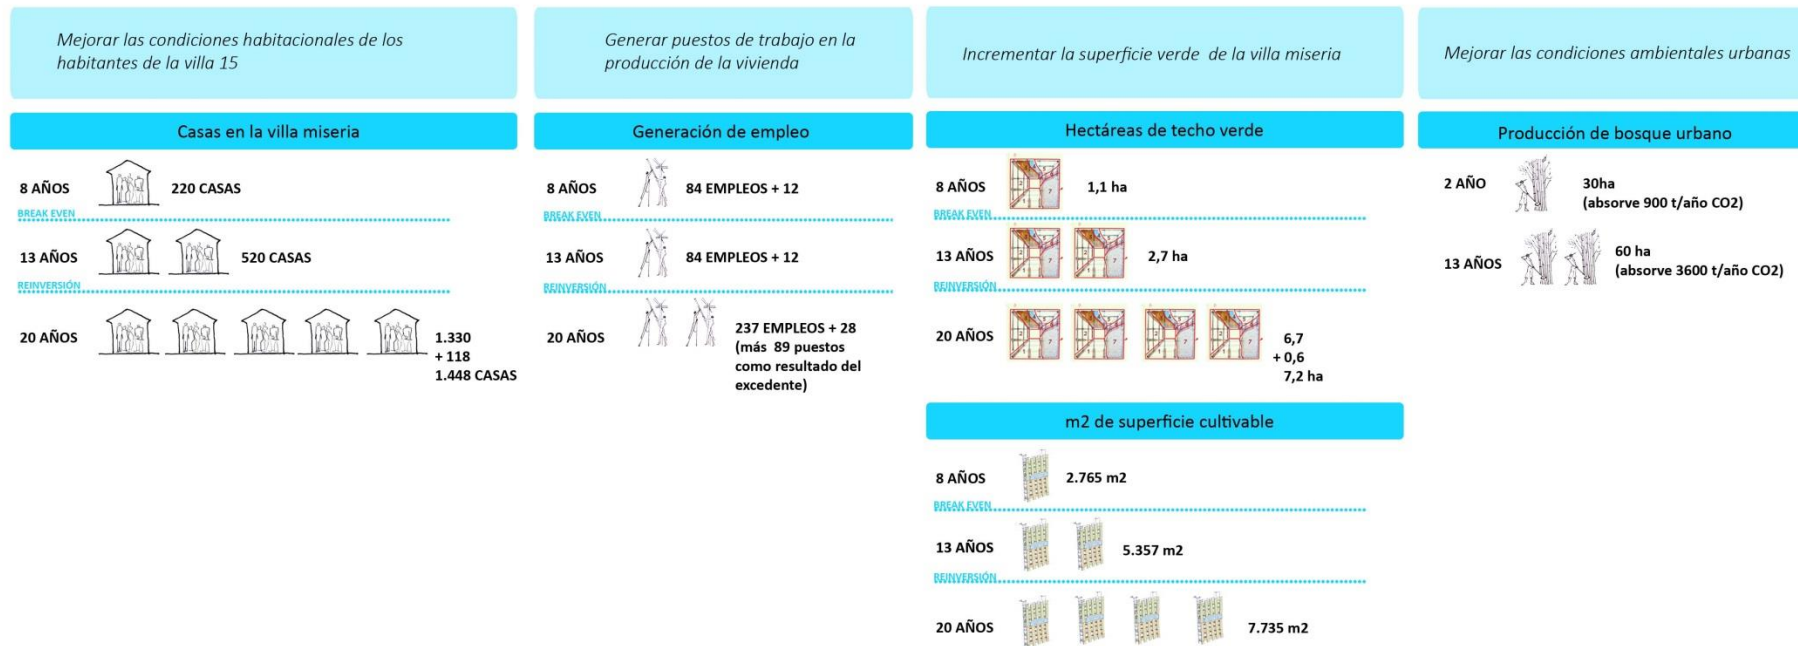 Mejorar las condiciones habitacionales de los
habitantes de la villa 15
Casas en la villa miseria
8 AÑOS
220 CASAS
BREAK EVEN
13 AÑOS
520 CASAS
REINVERSIÓN
20 AÑOS
1.330
+ 118
1.448 CASAS
Generar puestos de trabajo en la
producción de la vivienda
Generación de empleo
8 AÑOS
84 EMPLEOS + 12
BREAK EVEN
13 AÑOS
84 EMPLEOS + 12
REINVERSIÓN
20 AÑOS
237 EMPLEOS + 28
(más 89 puestos
como resultado del
excedente)
Incrementar la superficie verde de la villa miseria
Hectáreas de techo verde
8 AÑOS
1,1 ha
BREAK EVEN
13 AÑOS
2,7 ha
REINVERSIÓN
20 AÑOS
6,7
+ 0,6
7,2 ha
m2 de superficie cultivable
8 AÑOS
2.765 m2
BREAK EVEN
13 AÑOS
5.357 m2
REINVERSIÓN
20 AÑOS
7.735 m2
Mejorar las condiciones ambientales urbanas
Producción de bosque urbano
2 AÑO
30ha
(absorve 900 t/año CO2)
13 AÑOS
60 ha
(absorve 3600 t/año CO2)